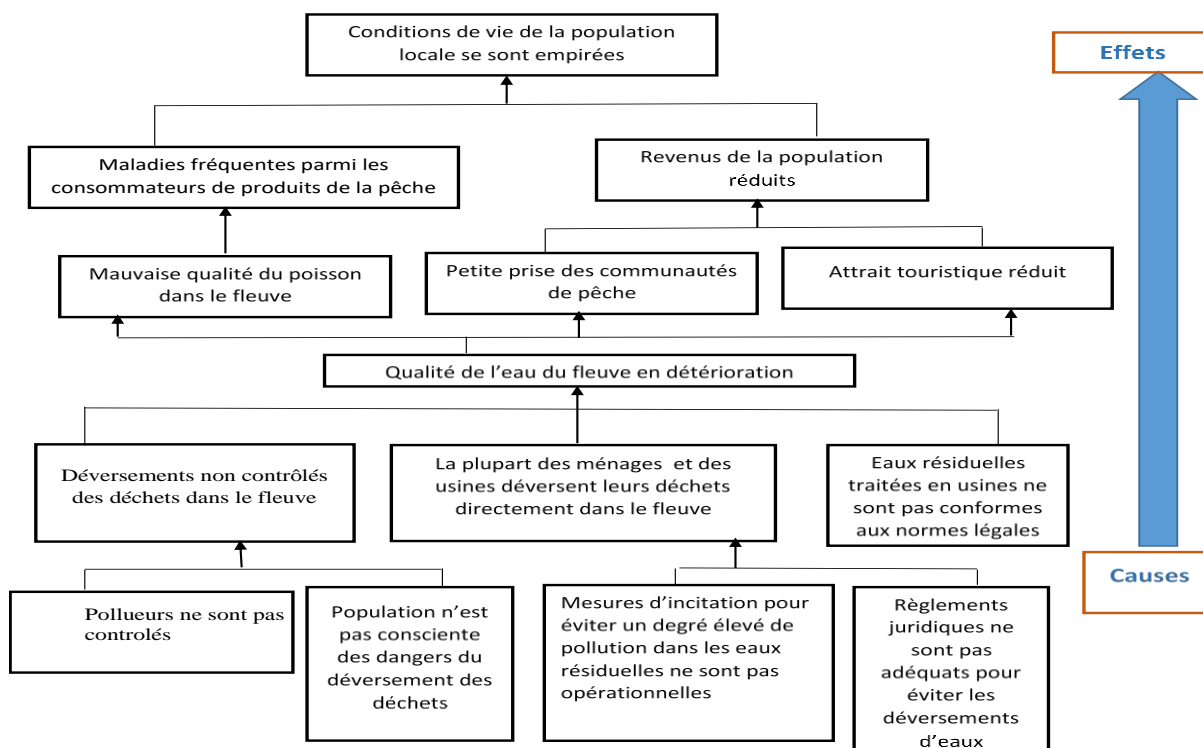 Conditions de vie de la population
locale se sont empirées
Effets
Maladies fréquentes parmi les
consommateurs de produits de la pêche
Revenus de la population
réduits
Mauvaise qualité du poisson
dans le fleuve
Petite prise des communautés
de pêche
Attrait touristique réduit
Qualité de l’eau du fleuve en détérioration
Déversements non contrôlés
des déchets dans le fleuve
La plupart des ménages et des
usines déversent leurs déchets
directement dans le fleuve
Eaux résiduelles
traitées en usines ne
sont pas conformes
aux normes légales
Causes
Pollueurs ne sont pas
controlés
Population n’est
pas consciente
des dangers du
déversement des
déchets
Mesures d’incitation pour
éviter un degré élevé de
pollution dans les eaux
résiduelles ne sont pas
opérationnelles
Règlements
juridiques ne
sont pas
adéquats pour
éviter les
déversements
d’eaux